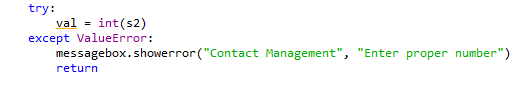 try:
    val = int(s2)
except ValueError:
    messagebox.showerror("Contact Management", "Enter proper number")
    return